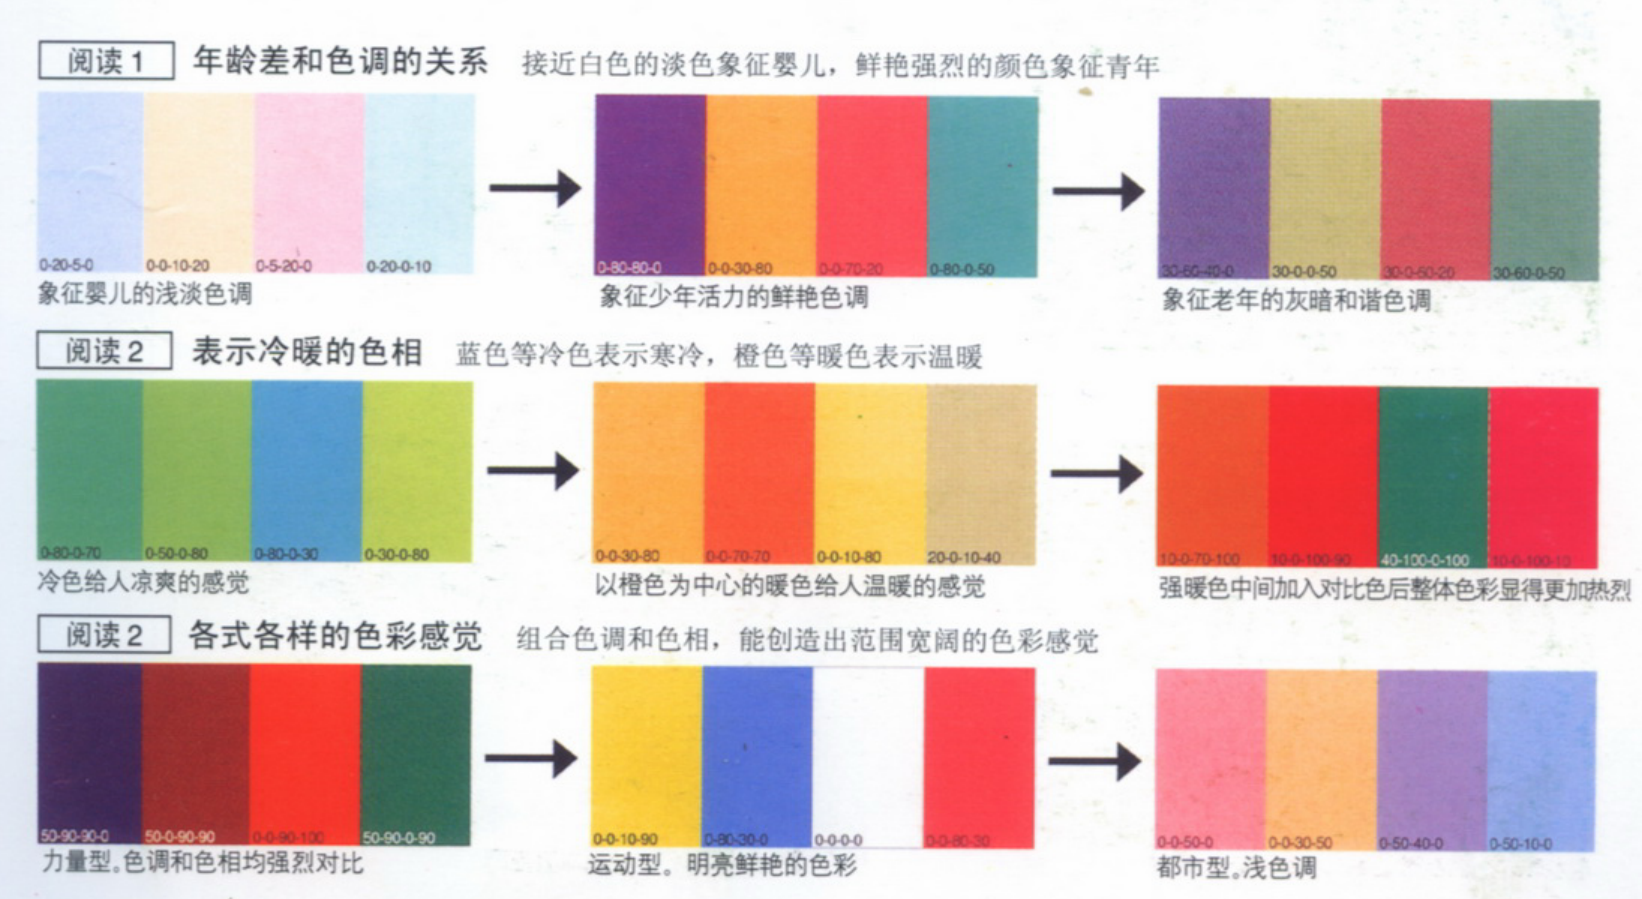 阅读 1 年龄差和色调的关系 接近白色的淡色象征婴儿，鲜艳强烈的颜色象征青年
0-20-5-0 0-0-10-20 0-5-20-0 0-20-0-10 0-80-80-0 0-0-30-80 0-0-70-20 0-80-0-50 30-60-40-0 30-0-0-50 30-0-60-20 30-60-0-50
象征婴儿的浅淡色调 象征少年活力的鲜艳色调 象征老年的灰暗和谐色调
阅读 2 表示冷暖的色相 蓝色等冷色表示寒冷，橙色等暖色表示温暖
0-80-0-70 0-50-0-80 0-80-0-30 0-30-0-80 0-0-30-80 0-0-70-70 0-0-10-80 20-0-10-40 10-0-70-100 10-0-100-90 40-100-0-100 10-0-100-10
冷色给人凉爽的感觉 以橙色为中心的暖色给人温暖的感觉 强暖色中间加入对比色后整体色彩显得更加热烈
阅读 2 各式各样的色彩感觉 组合色调和色相，能创造出范围宽阔的色彩感觉
50-90-90-0 50-0-90-90 0-0-90-100 50-90-0-90 0-0-10-90 0-80-30-0 0-0-0-0 0-0-80-30 0-0-50-0 0-0-30-50 0-50-40-0 0-50-10-0
力量型。色调和色相均强烈对比 运动型。明亮鲜艳的色彩 都市型。浅色调